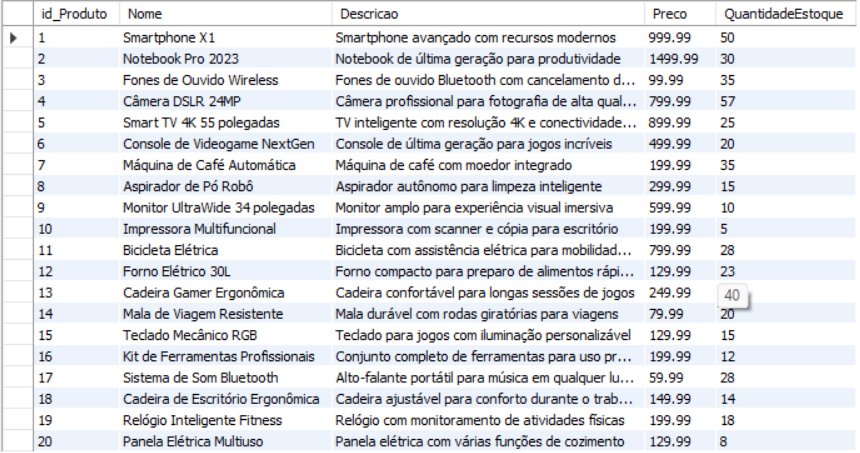 id_Produto Nome Descricao Preco QuantidadeEstoque
1 Smartphone X1 Smartphone avançado com recursos modernos 999.99 50
2 Notebook Pro 2023 Notebook de última geração para produtividade 1499.99 30
3 Fones de Ouvido Wireless Fones de ouvido Bluetooth com cancelamento d... 99.99 35
4 Câmera DSLR 24MP Câmera profissional para fotografia de alta qual... 799.99 57
5 Smart TV 4K 55 polegadas TV inteligente com resolução 4K e conectividade... 899.99 25
6 Console de Videogame NextGen Console de última geração para jogos incríveis 499.99 20
7 Máquina de Café Automática Máquina de café com moedor integrado 199.99 35
8 Aspirador de Pó Robô Aspirador autônomo para limpeza inteligente 299.99 15
9 Monitor UltraWide 34 polegadas Monitor amplo para experiência visual imersiva 599.99 10
10 Impressora Multifuncional Impressora com scanner e cópia para escritório 199.99 5
11 Bicicleta Elétrica Bicicleta com assistência elétrica para mobilidad... 799.99 28
12 Forno Elétrico 30L Forno compacto para preparo de alimentos rápi... 129.99 23
13 Cadeira Gamer Ergonômica Cadeira confortável para longas sessões de jogos 249.99 40
14 Mala de Viagem Resistente Mala durável com rodas giratórias para viagens 79.99 20
15 Teclado Mecânico RGB Teclado para jogos com iluminação personalizável 129.99 15
16 Kit de Ferramentas Profissionais Conjunto completo de ferramentas para uso pr... 199.99 12
17 Sistema de Som Bluetooth Alto-falante portátil para música em qualquer lu... 59.99 28
18 Cadeira de Escritório Ergonômica Cadeira ajustável para conforto durante o trab... 149.99 14
19 Relógio Inteligente Fitness Relógio com monitoramento de atividades físicas 199.99 18
20 Panela Elétrica Multiuso Panela elétrica com várias funções de cozimento 129.99 8